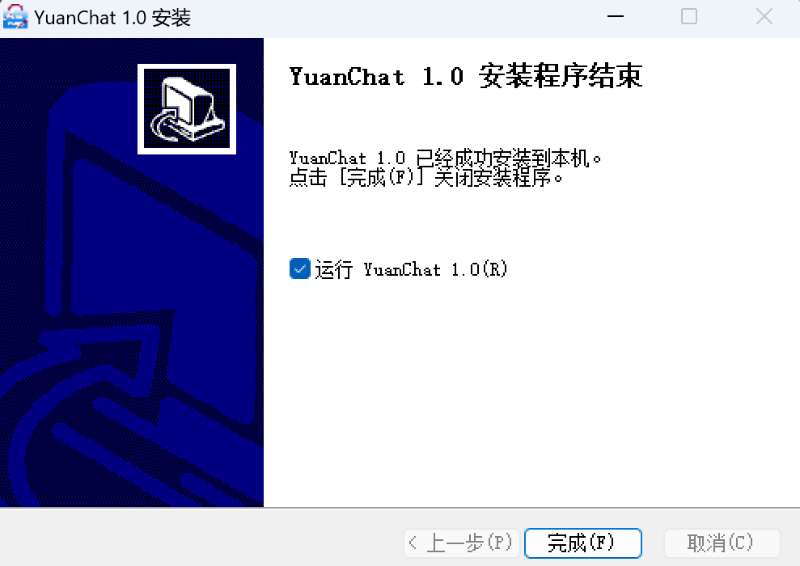 YuanChat 1.0 安装
YuanChat 1.0 安装程序结束
YuanChat 1.0 已经成功安装到本机。
点击 [完成(F)] 关闭安装程序。
运行 YuanChat 1.0(R)
< 上一步(P)
完成(F)
取消(C)